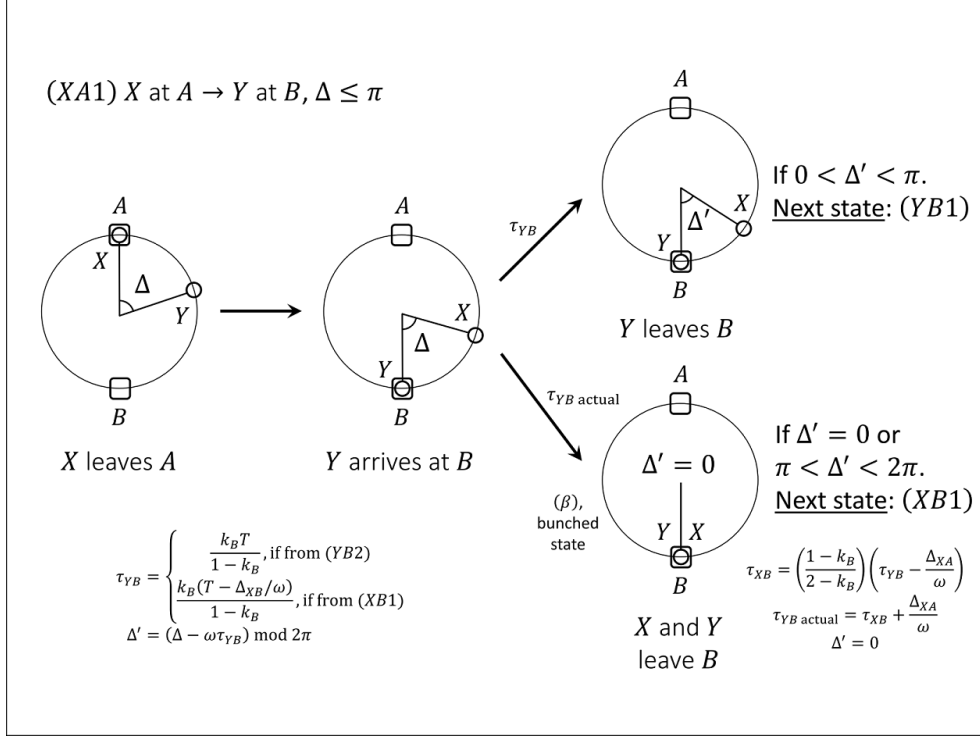 (XA1) X at A → Y at B, Δ ≤ π
A
X
Δ
Y
B
X leaves A
A
X
Δ
Y
B
Y arrives at B
τ_YB
A
X
Δ′
Y
B
Y leaves B
If 0 < Δ′ < π.
Next state: (YB1)
τ_YB actual
(β),
bunched
state
A
Δ′ = 0
Y X
B
X and Y
leave B
If Δ′ = 0 or
π < Δ′ < 2π.
Next state: (XB1)
τ_YB = { k_B T / (1 − k_B), if from (YB2)
k_B(T − Δ_XB/ω) / (1 − k_B), if from (XB1)
Δ′ = (Δ − ωτ_YB) mod 2π
τ_XB = ((1 − k_B) / (2 − k_B)) (τ_YB − Δ_XA / ω)
τ_YB actual = τ_XB + Δ_XA / ω
Δ′ = 0